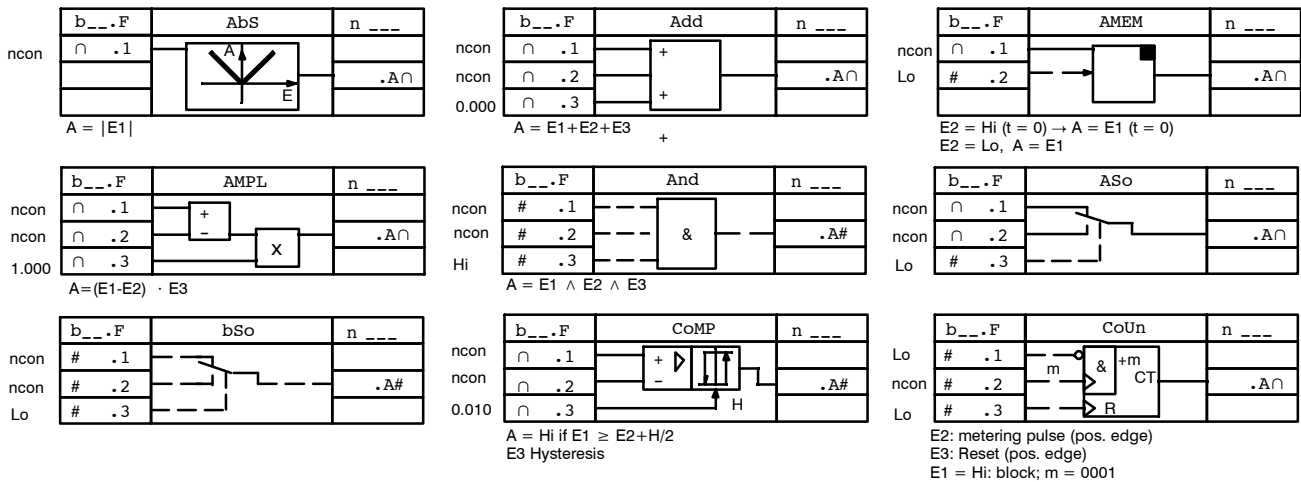 b__.F AbS n ___
ncon ∩ .1 A
E .A∩
A = |E1|
b__.F Add n ___
ncon ∩ .1 +
ncon ∩ .2 .A∩
0.000 ∩ .3 +
A = E1+E2+E3
+
b__.F AMEM n ___
ncon ∩ .1
Lo # .2 .A∩
E2 = Hi (t = 0) → A = E1 (t = 0)
E2 = Lo, A = E1
b__.F AMPL n ___
ncon ∩ .1 +
ncon ∩ .2 − .A∩
1.000 ∩ .3 X
A=(E1-E2) · E3
b__.F And n ___
ncon # .1
ncon # .2 & .A#
Hi # .3
A = E1 ∧ E2 ∧ E3
b__.F ASo n ___
ncon ∩ .1
ncon ∩ .2 .A∩
Lo # .3
b__.F bSo n ___
ncon # .1
ncon # .2 .A#
Lo # .3
b__.F CoMP n ___
ncon ∩ .1 +
ncon ∩ .2 − .A#
0.010 ∩ .3 H
A = Hi if E1 ≥ E2+H/2
E3 Hysteresis
b__.F CoUn n ___
Lo # .1 & +m
ncon # .2 m CT .A∩
Lo # .3 R
E2: metering pulse (pos. edge)
E3: Reset (pos. edge)
E1 = Hi: block; m = 0001